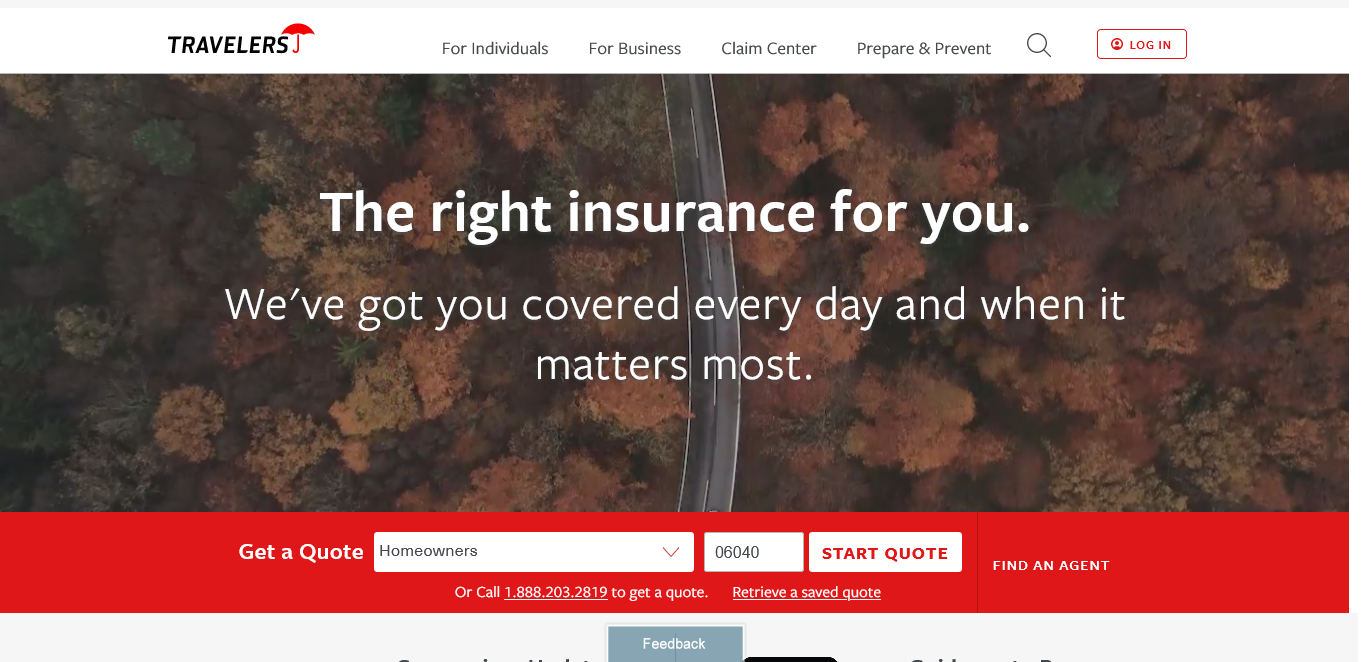 TRAVELERS
For Individuals
For Business
Claim Center
Prepare & Prevent
LOG IN
The right insurance for you.
We've got you covered every day and when it
matters most.
Get a Quote
Homeowners
06040
START QUOTE
FIND AN AGENT
Or Call 1.888.203.2819 to get a quote.
Retrieve a saved quote
Feedback